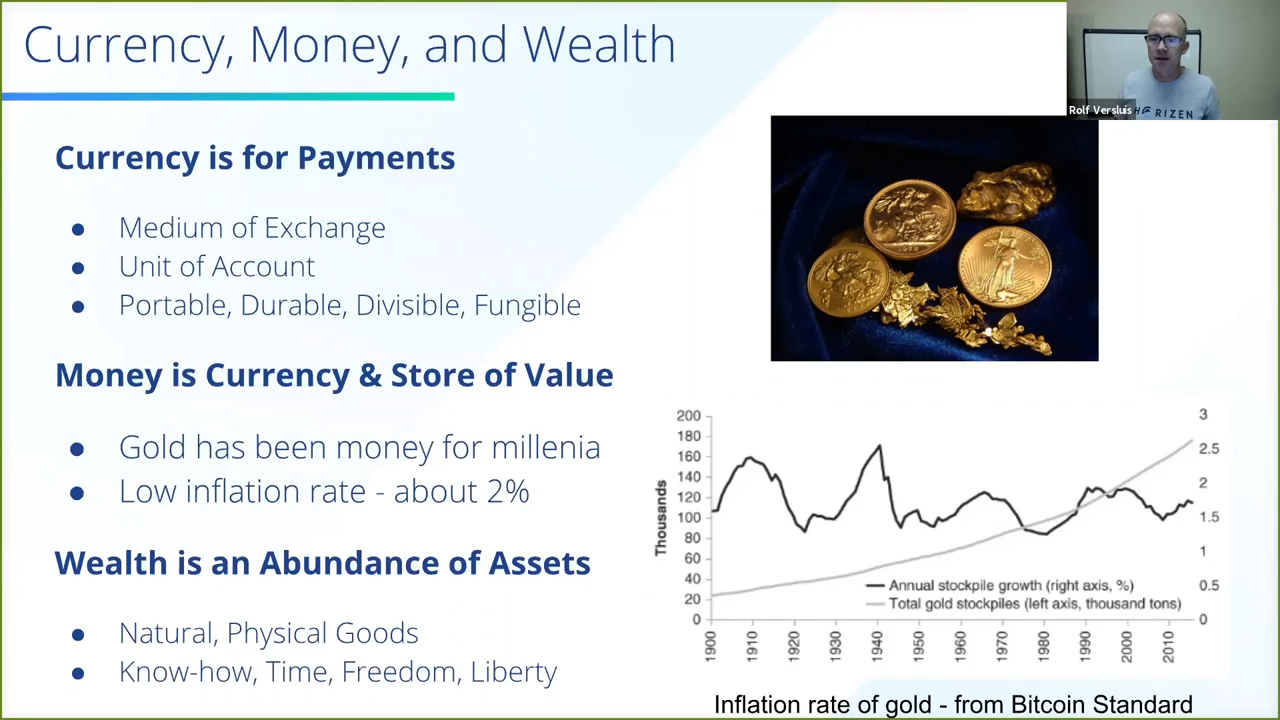 Currency, Money, and Wealth
Rolf Versluis
RIZEN
Currency is for Payments
● Medium of Exchange
● Unit of Account
● Portable, Durable, Divisible, Fungible
Money is Currency & Store of Value
● Gold has been money for millenia
● Low inflation rate - about 2%
Wealth is an Abundance of Assets
● Natural, Physical Goods
● Know-how, Time, Freedom, Liberty
Thousands
200
180
160
140
120
100
80
60
40
20
0
3
2.5
2
1.5
1
0.5
0
Annual stockpile growth (right axis, %)
Total gold stockpiles (left axis, thousand tons)
1900
1910
1920
1930
1940
1950
1960
1970
1980
1990
2000
2010
Inflation rate of gold - from Bitcoin Standard